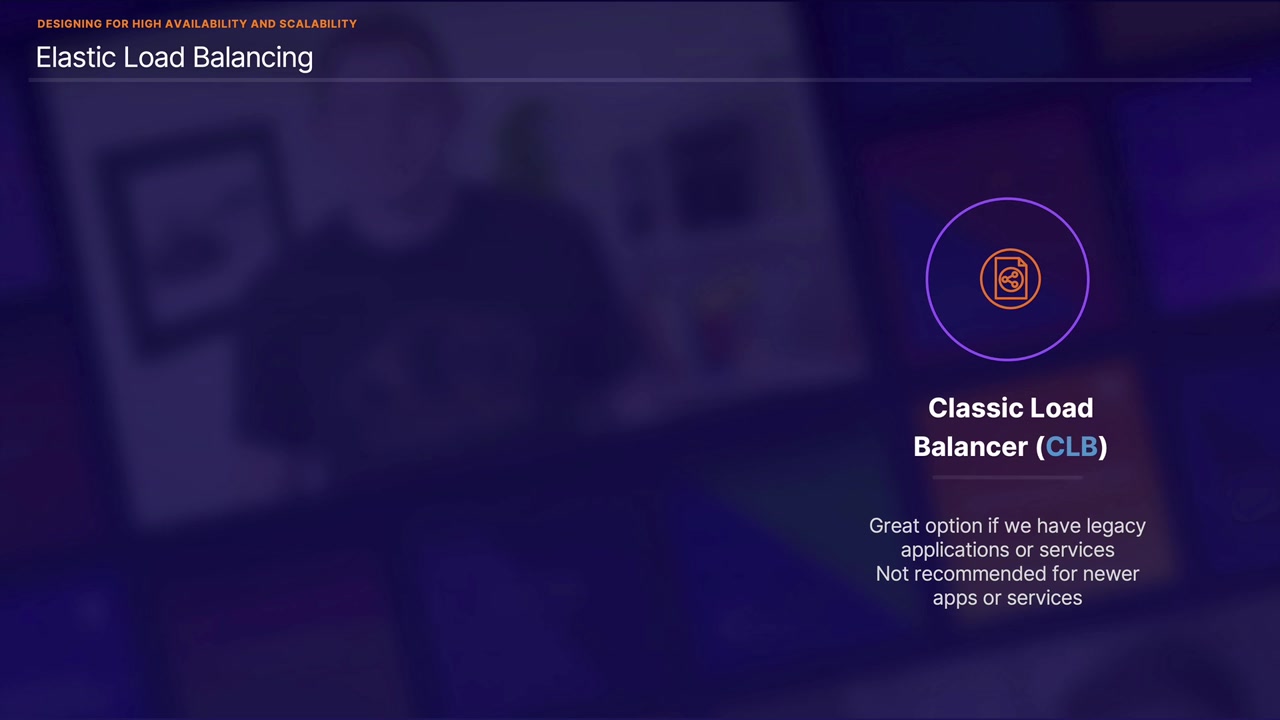 DESIGNING FOR HIGH AVAILABILITY AND SCALABILITY
Elastic Load Balancing
Classic Load
Balancer (CLB)
Great option if we have legacy
applications or services
Not recommended for newer
apps or services